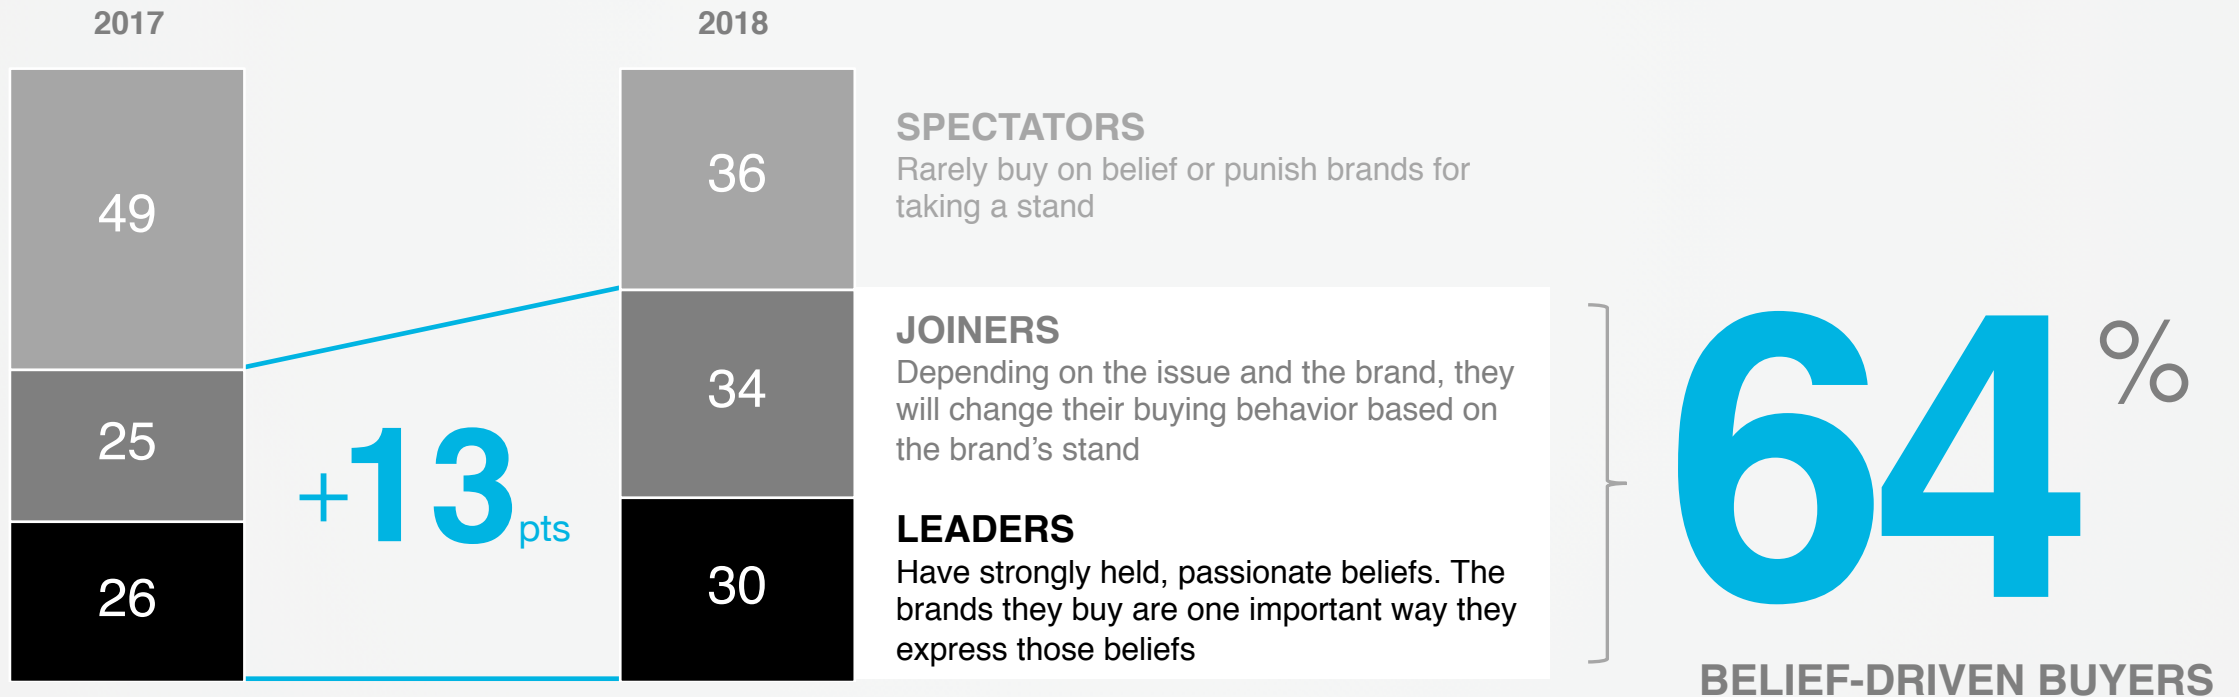 2017
2018
49
25
26
+13 pts
36
34
30
SPECTATORS
Rarely buy on belief or punish brands for
taking a stand
JOINERS
Depending on the issue and the brand, they
will change their buying behavior based on
the brand’s stand
LEADERS
Have strongly held, passionate beliefs. The
brands they buy are one important way they
express those beliefs
64%
BELIEF-DRIVEN BUYERS